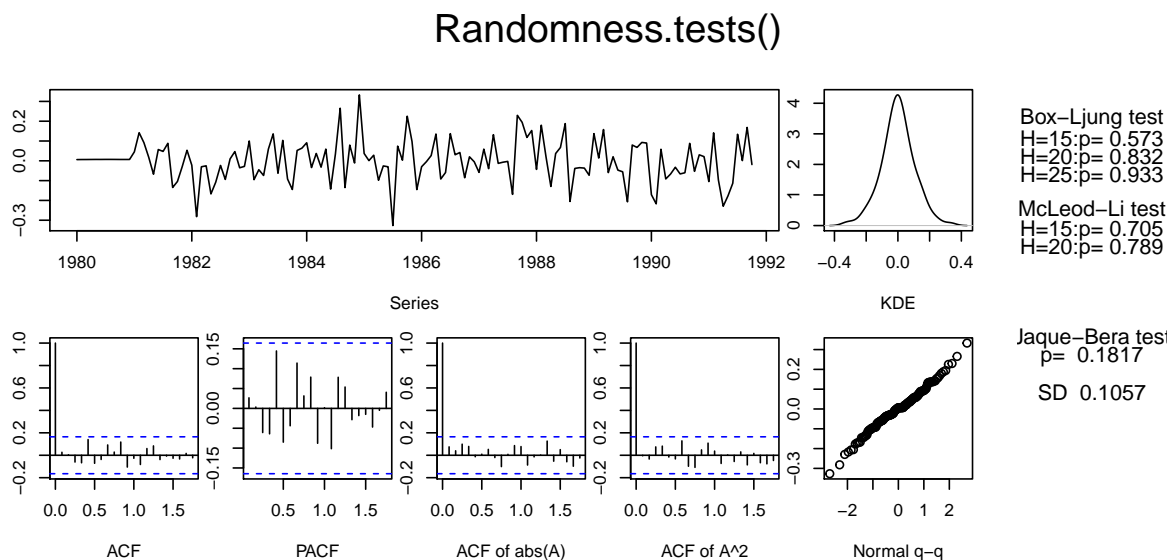 Randomness.tests()
−0.3 0.0 0.2
1980 1982 1984 1986 1988 1990 1992
Series
0 1 2 3 4
−0.4 0.0 0.4
KDE
Box−Ljung test
H=15:p= 0.573
H=20:p= 0.832
H=25:p= 0.933
McLeod−Li test
H=15:p= 0.705
H=20:p= 0.789
−0.2 0.2 0.6 1.0
0.0 0.5 1.0 1.5
ACF
−0.15 0.00 0.15
0.5 1.0 1.5
PACF
−0.2 0.2 0.6 1.0
0.0 0.5 1.0 1.5
ACF of abs(A)
−0.2 0.2 0.6 1.0
0.0 0.5 1.0 1.5
ACF of A^2
−0.3 0.0 0.2
−2 0 1 2
Normal q−q
Jaque−Bera test
p= 0.1817
SD 0.1057